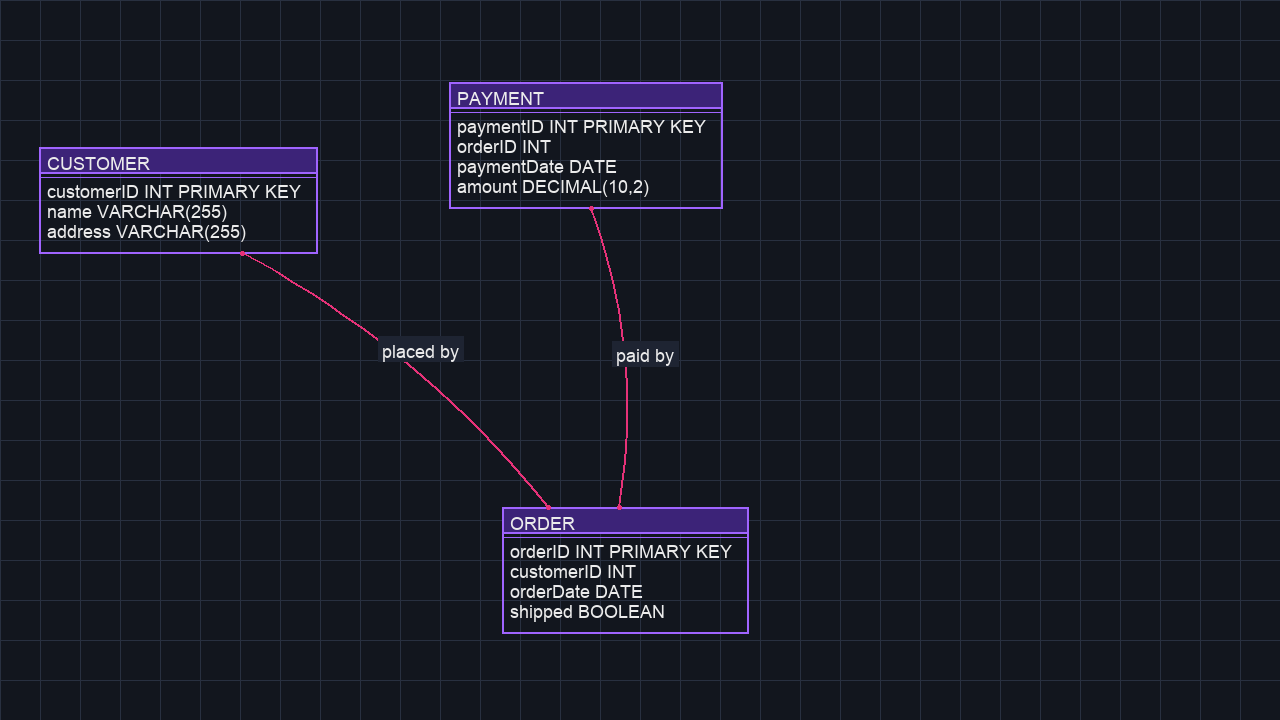 PAYMENT
paymentID INT PRIMARY KEY
orderID INT
paymentDate DATE
amount DECIMAL(10,2)
CUSTOMER
customerID INT PRIMARY KEY
name VARCHAR(255)
address VARCHAR(255)
placed by
paid by
ORDER
orderID INT PRIMARY KEY
customerID INT
orderDate DATE
shipped BOOLEAN